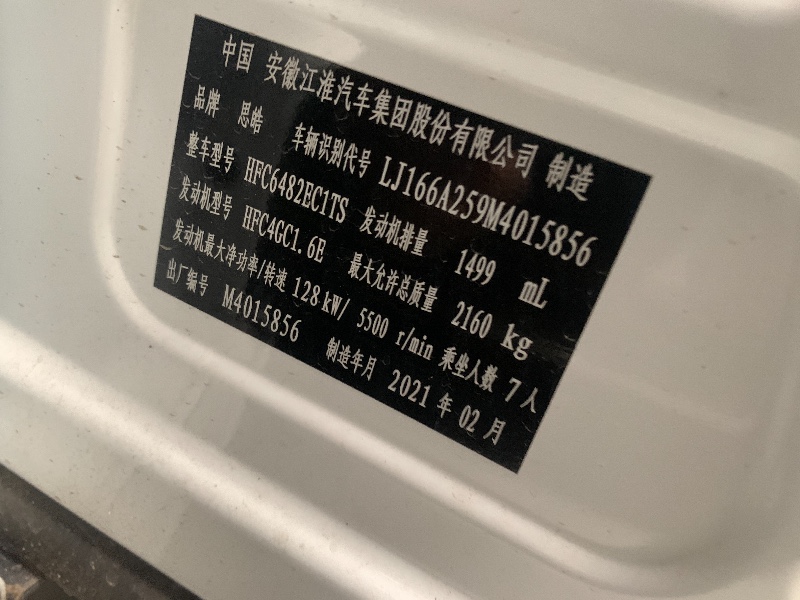 中国 安徽江淮汽车集团股份有限公司 制造
品牌 思皓 车辆识别代号 LJ166A259M4015856
整车型号 HFC6482EC1TS 发动机排量 1499 mL
发动机型号 HFC4GC1.6E 最大允许总质量 2160 kg
发动机最大净功率/转速 128kW/ 5500 r/min 乘坐人数 7人
出厂编号 M4015856 制造年月 2021 年 02 月